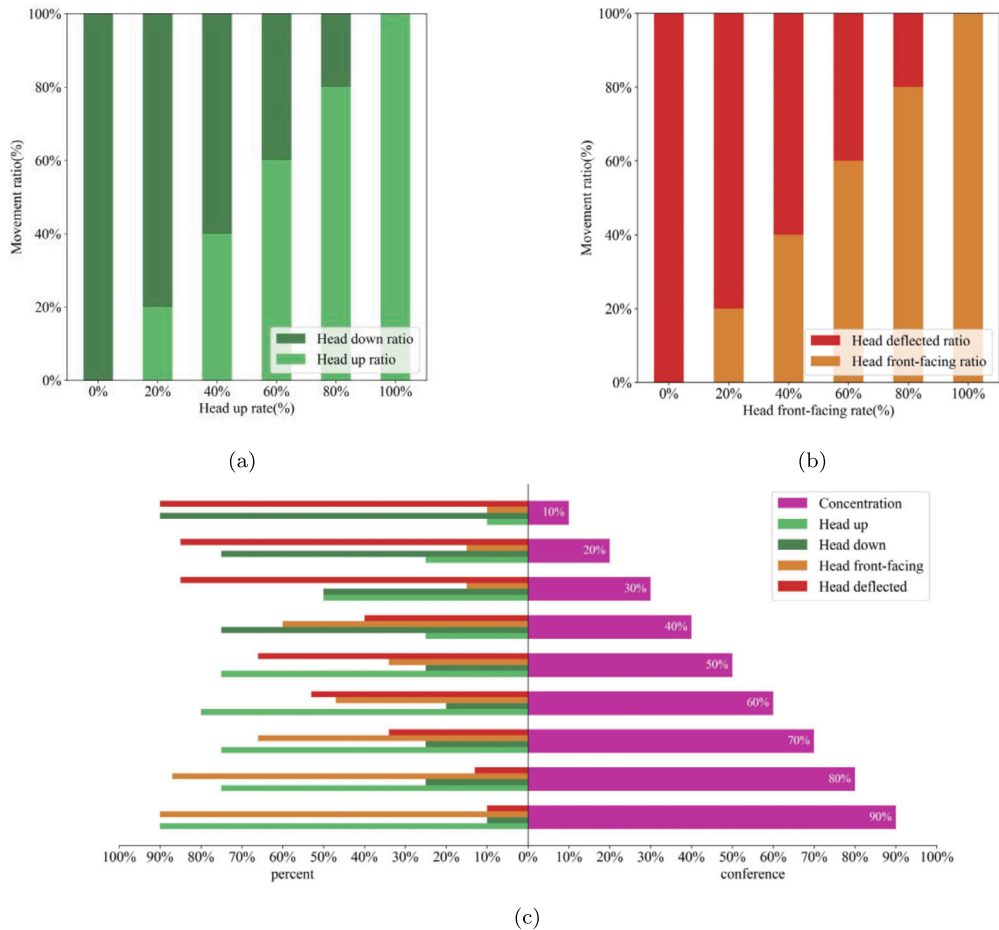 100%
80%
60%
40%
20%
0%
Movement ratio(%)
Head down ratio
Head up ratio
0% 20% 40% 60% 80% 100%
Head up rate(%)
(a)
100%
80%
60%
40%
20%
0%
Movement ratio(%)
Head deflected ratio
Head front-facing ratio
0% 20% 40% 60% 80% 100%
Head front-facing rate(%)
(b)
10%
20%
30%
40%
50%
60%
70%
80%
90%
Concentration
Head up
Head down
Head front-facing
Head deflected
100% 90% 80% 70% 60% 50% 40% 30% 20% 10% 0% 10% 20% 30% 40% 50% 60% 70% 80% 90% 100%
percent conference
(c)